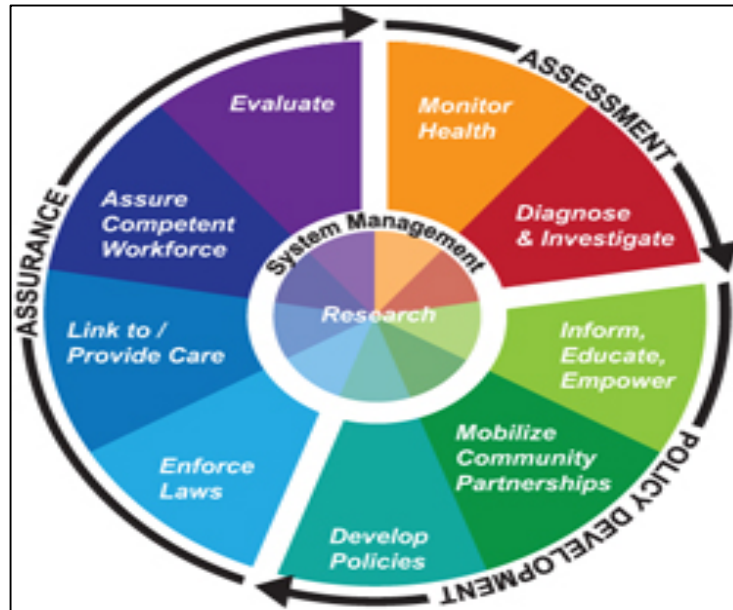 ASSESSMENT
Monitor
Health
Diagnose
& Investigate
POLICY DEVELOPMENT
Inform,
Educate,
Empower
Mobilize
Community
Partnerships
Develop
Policies
ASSURANCE
Enforce
Laws
Link to /
Provide Care
Assure
Competent
Workforce
Evaluate
System Management
Research